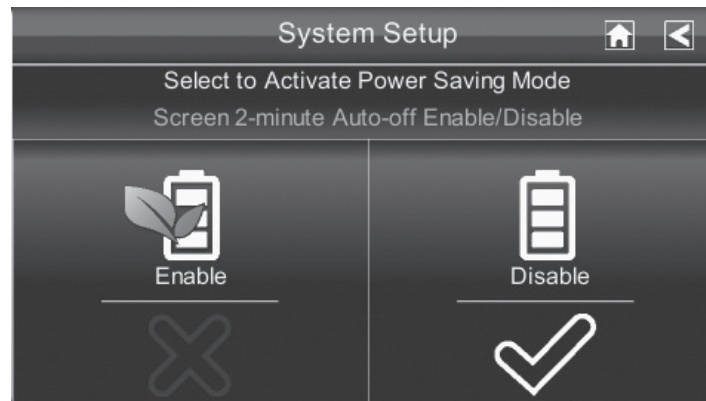 System Setup
Select to Activate Power Saving Mode
Screen 2-minute Auto-off Enable/Disable
Enable
Disable